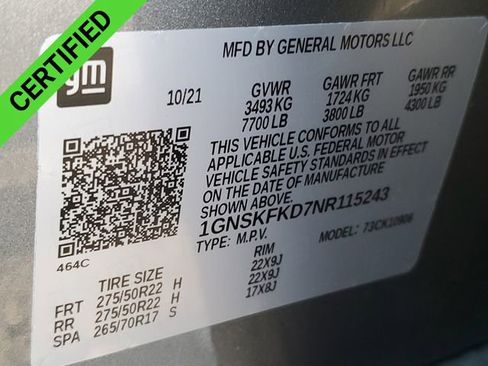 CERTIFIED
gm
MFD BY GENERAL MOTORS LLC
10/21 GVWR GAWR FRT GAWR RR
3493 KG 1724 KG 1950 KG
7700 LB 3800 LB 4300 LB
THIS VEHICLE CONFORMS TO ALL
APPLICABLE U.S. FEDERAL MOTOR
VEHICLE SAFETY STANDARDS IN EFFECT
ON THE DATE OF MANUFACTURE
SHOWN ABOVE.
1GNSKFKD7NR115243
TYPE: M.P.V. MODEL: 73CK10906
464C
TIRE SIZE RIM
FRT 275/50R22 H 22X9J
RR 275/50R22 H 22X9J
SPA 265/70R17 S 17X8J